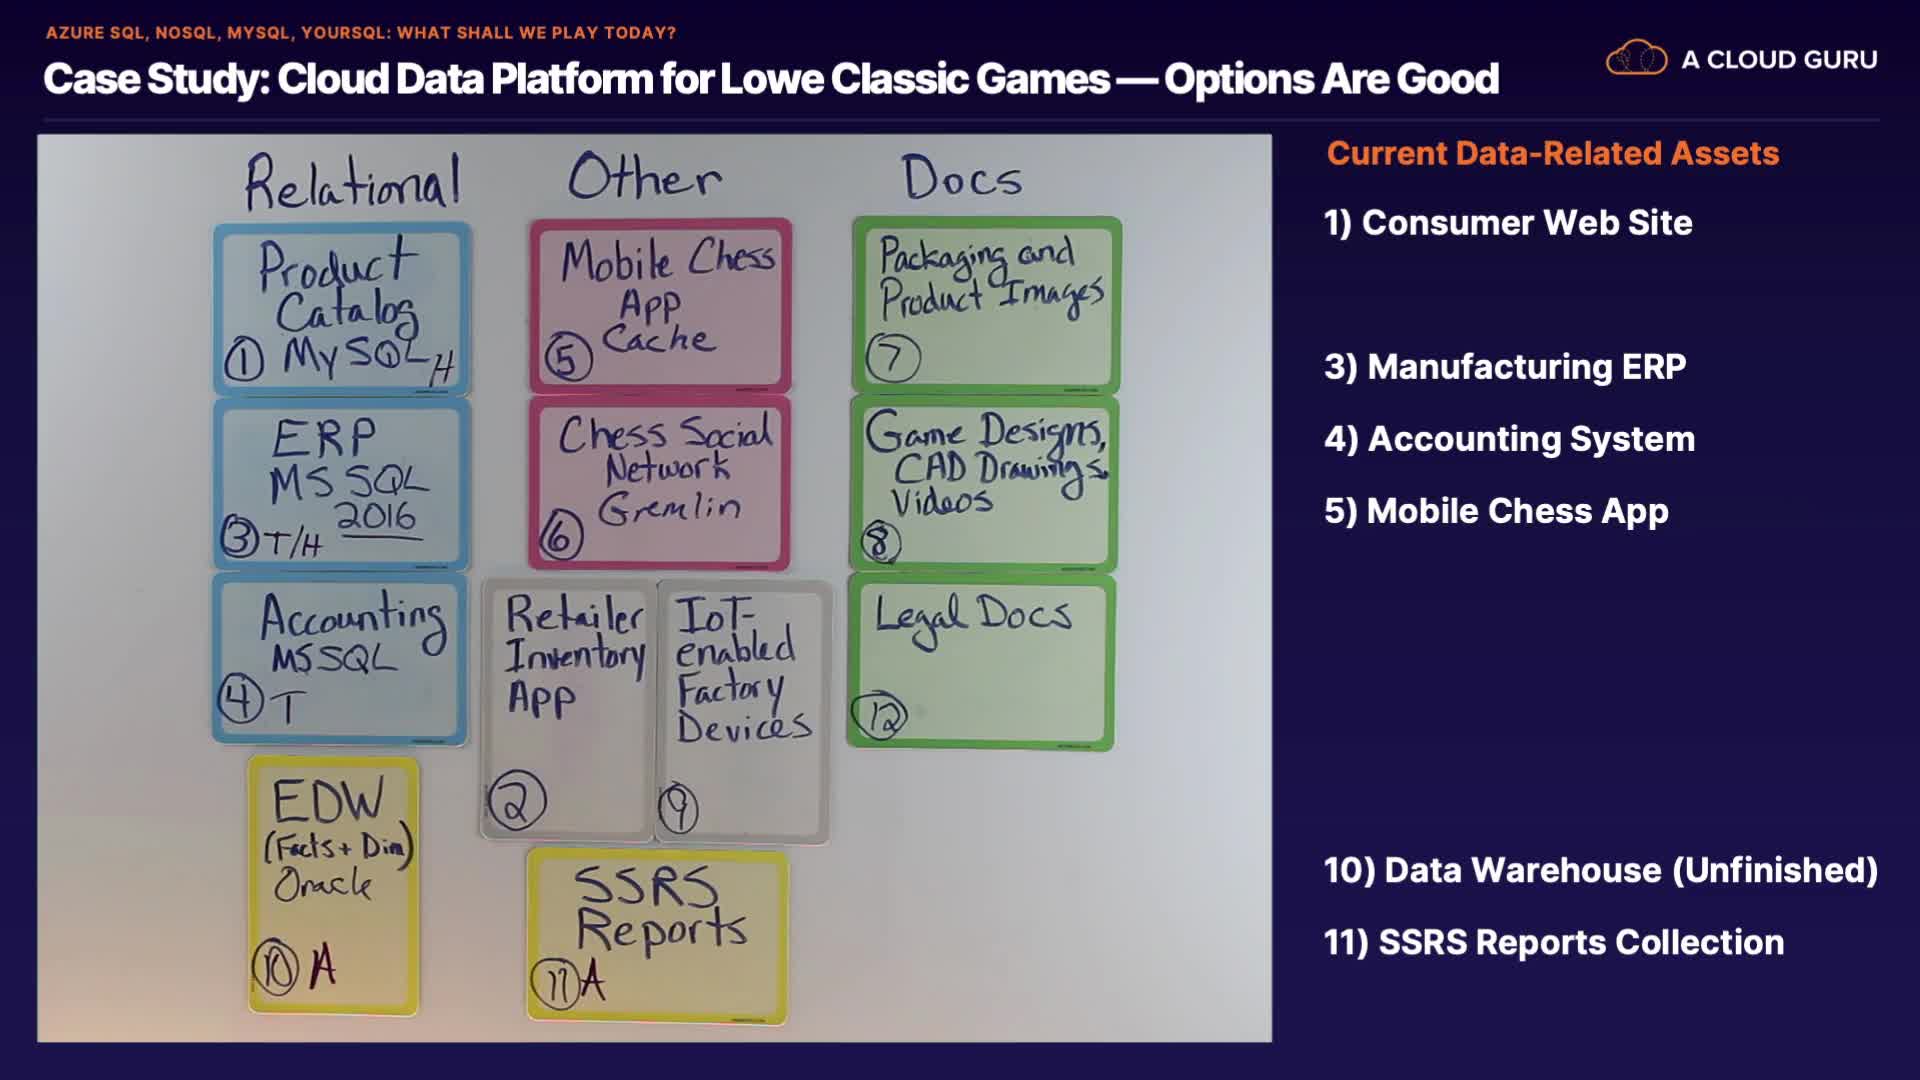 AZURE SQL, NOSQL, MYSQL, YOURSQL: WHAT SHALL WE PLAY TODAY?
Case Study: Cloud Data Platform for Lowe Classic Games — Options Are Good
A CLOUD GURU
Relational
Product
Catalog
① MySQL H
ERP
MS SQL
2016
③ T/H
Accounting
MS SQL
④ T
EDW
(Facts + Dim)
Oracle
⑩ A
Other
Mobile Chess
App
⑤ Cache
Chess Social
Network
Gremlin
⑥
Retailer
Inventory
App
②
IoT-
enabled
Factory
Devices
⑨
SSRS
Reports
⑪ A
Docs
Packaging and
Product Images
⑦
Game Designs,
CAD Drawings,
Videos
⑧
Legal Docs
⑫
Current Data-Related Assets
1) Consumer Web Site
3) Manufacturing ERP
4) Accounting System
5) Mobile Chess App
10) Data Warehouse (Unfinished)
11) SSRS Reports Collection